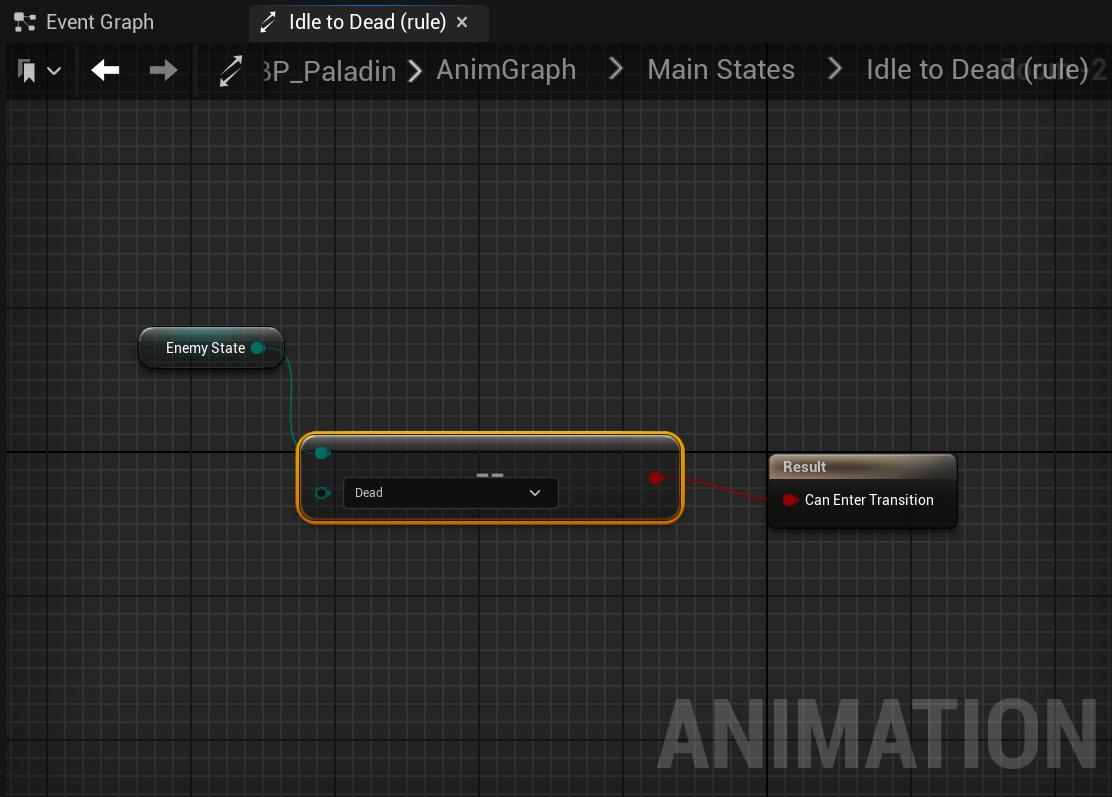 Event Graph
Idle to Dead (rule)
BP_Paladin > AnimGraph > Main States > Idle to Dead (rule)
Enemy State
==
Dead
Result
Can Enter Transition
ANIMATION